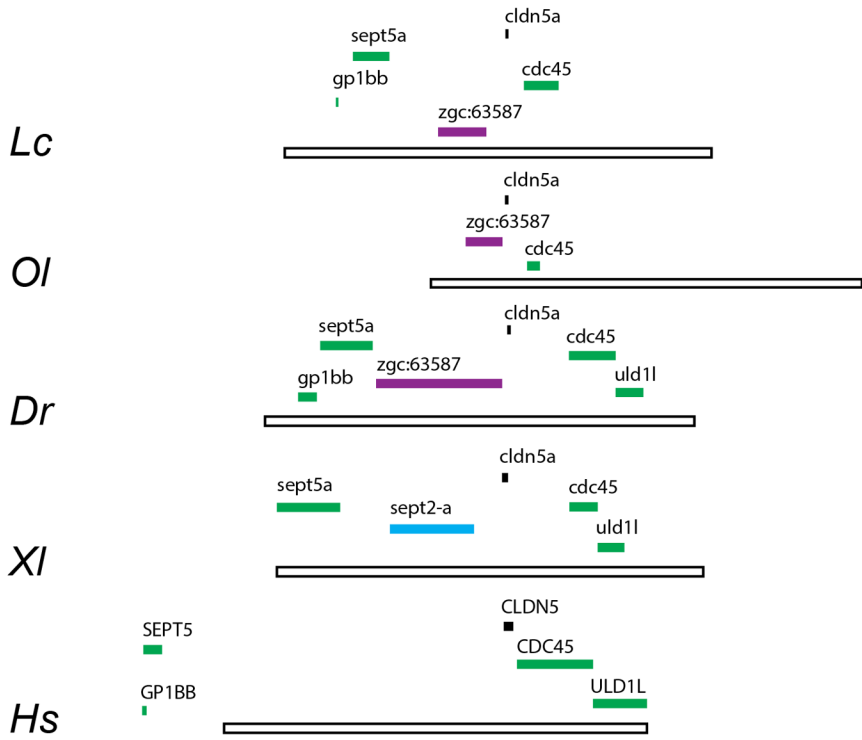 cldn5a
sept5a
cdc45
gp1bb
zgc:63587
Lc
cldn5a
zgc:63587
cdc45
Ol
cldn5a
sept5a
cdc45
zgc:63587
uld1l
gp1bb
Dr
cldn5a
sept5a
cdc45
sept2-a
uld1l
Xl
CLDN5
SEPT5
CDC45
GP1BB
ULD1L
Hs